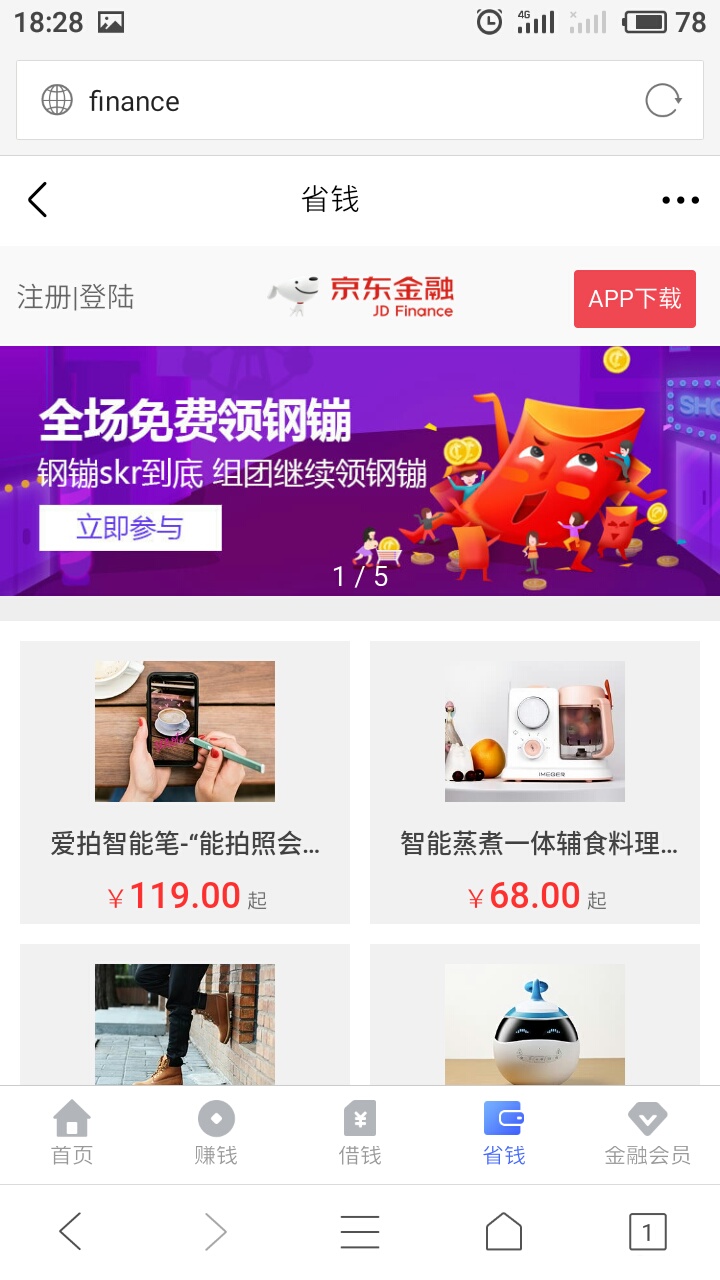 18:28
4G
78
finance
省钱
注册|登陆
京东金融
JD Finance
APP下载
全场免费领钢镚
钢镚skr到底 组团继续领钢镚
立即参与
1 / 5
爱拍智能笔-“能拍照会...
¥119.00 起
智能蒸煮一体辅食料理...
¥68.00 起
首页
赚钱
借钱
省钱
金融会员
1